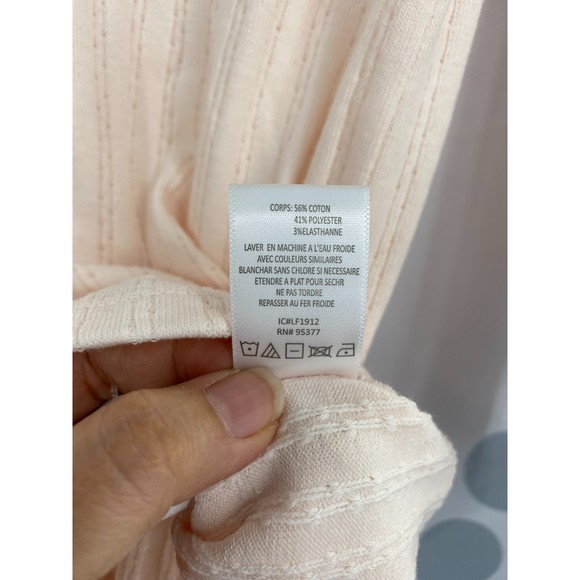 CORPS: 56% COTON
41% POLYESTER
3%ELASTHANNE
LAVER EN MACHINE A L'EAU FROIDE
AVEC COULEURS SIMILAIRES
BLANCHAR SANS CHLORE SI NECESSAIRE
ETENDRE A PLAT POUR SECHR
NE PAS TORDRE
REPASSER AU FER FROIDE
IC#LF1912
RN# 95377